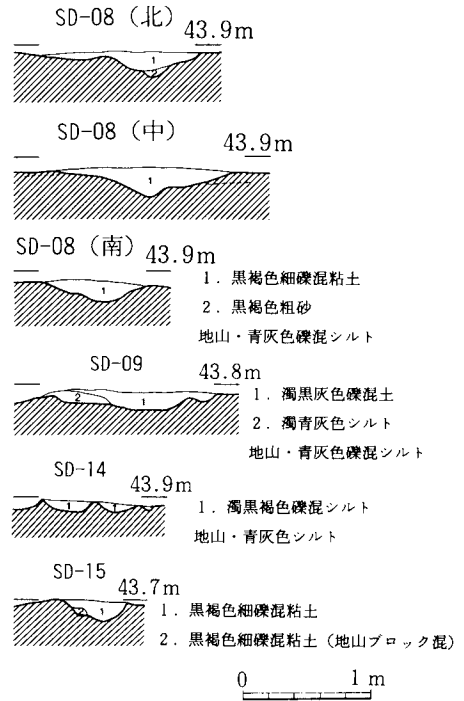 SD-08（北） 43.9m
1
2
SD-08（中） 43.9m
1
SD-08（南） 43.9m
1
1．黒褐色細礫混粘土
2．黒褐色粗砂
地山・青灰色礫混シルト
SD-09 43.8m
2 1
1．濁黒灰色礫混土
2．濁青灰色シルト
地山・青灰色礫混シルト
SD-14 43.9m
1 1
1．濁黒褐色礫混シルト
地山・青灰色シルト
SD-15 43.7m
2 1
1．黒褐色細礫混粘土
2．黒褐色細礫混粘土（地山ブロック混）
0 1 m